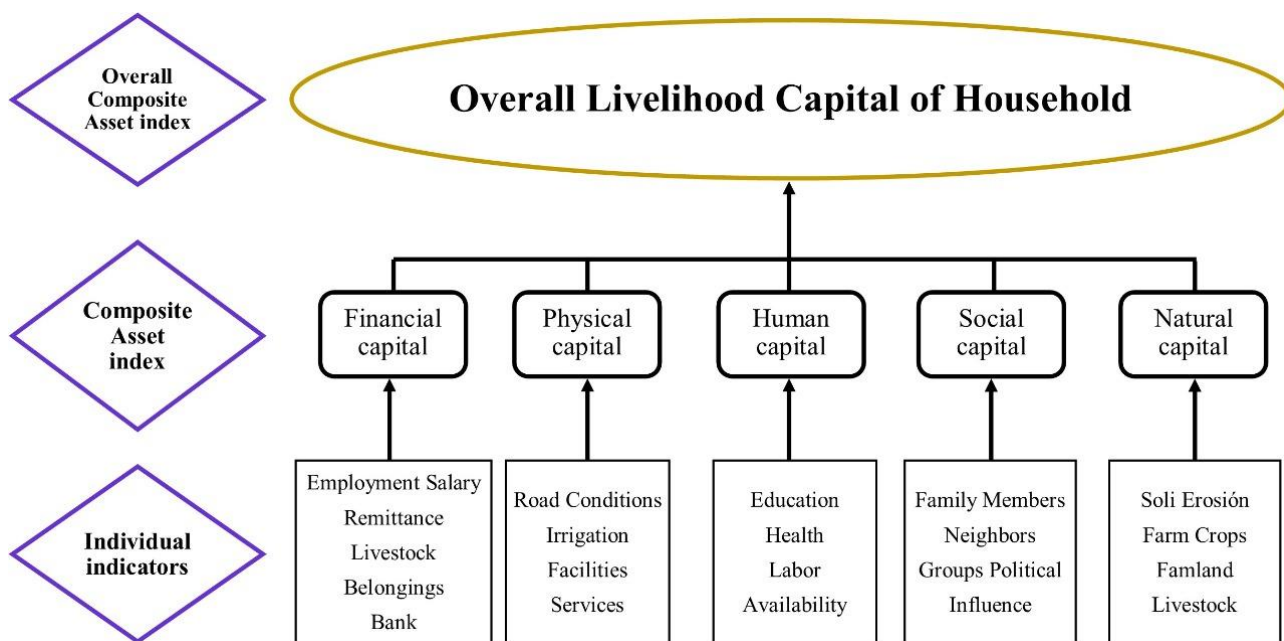 Overall
Composite
Asset index
Overall Livelihood Capital of Household
Composite
Asset
index
Financial
capital
Physical
capital
Human
capital
Social
capital
Natural
capital
Individual
indicators
Employment Salary
Remittance
Livestock
Belongings
Bank
Road Conditions
Irrigation
Facilities
Services
Education
Health
Labor
Availability
Family Members
Neighbors
Groups Political
Influence
Soli Erosión
Farm Crops
Famland
Livestock